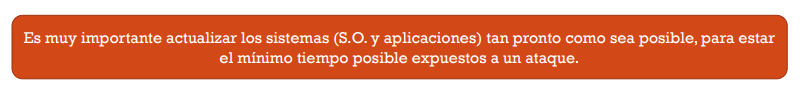 Es muy importante actualizar los sistemas (S.O. y aplicaciones) tan pronto como sea posible, para estar
el mínimo tiempo posible expuestos a un ataque.